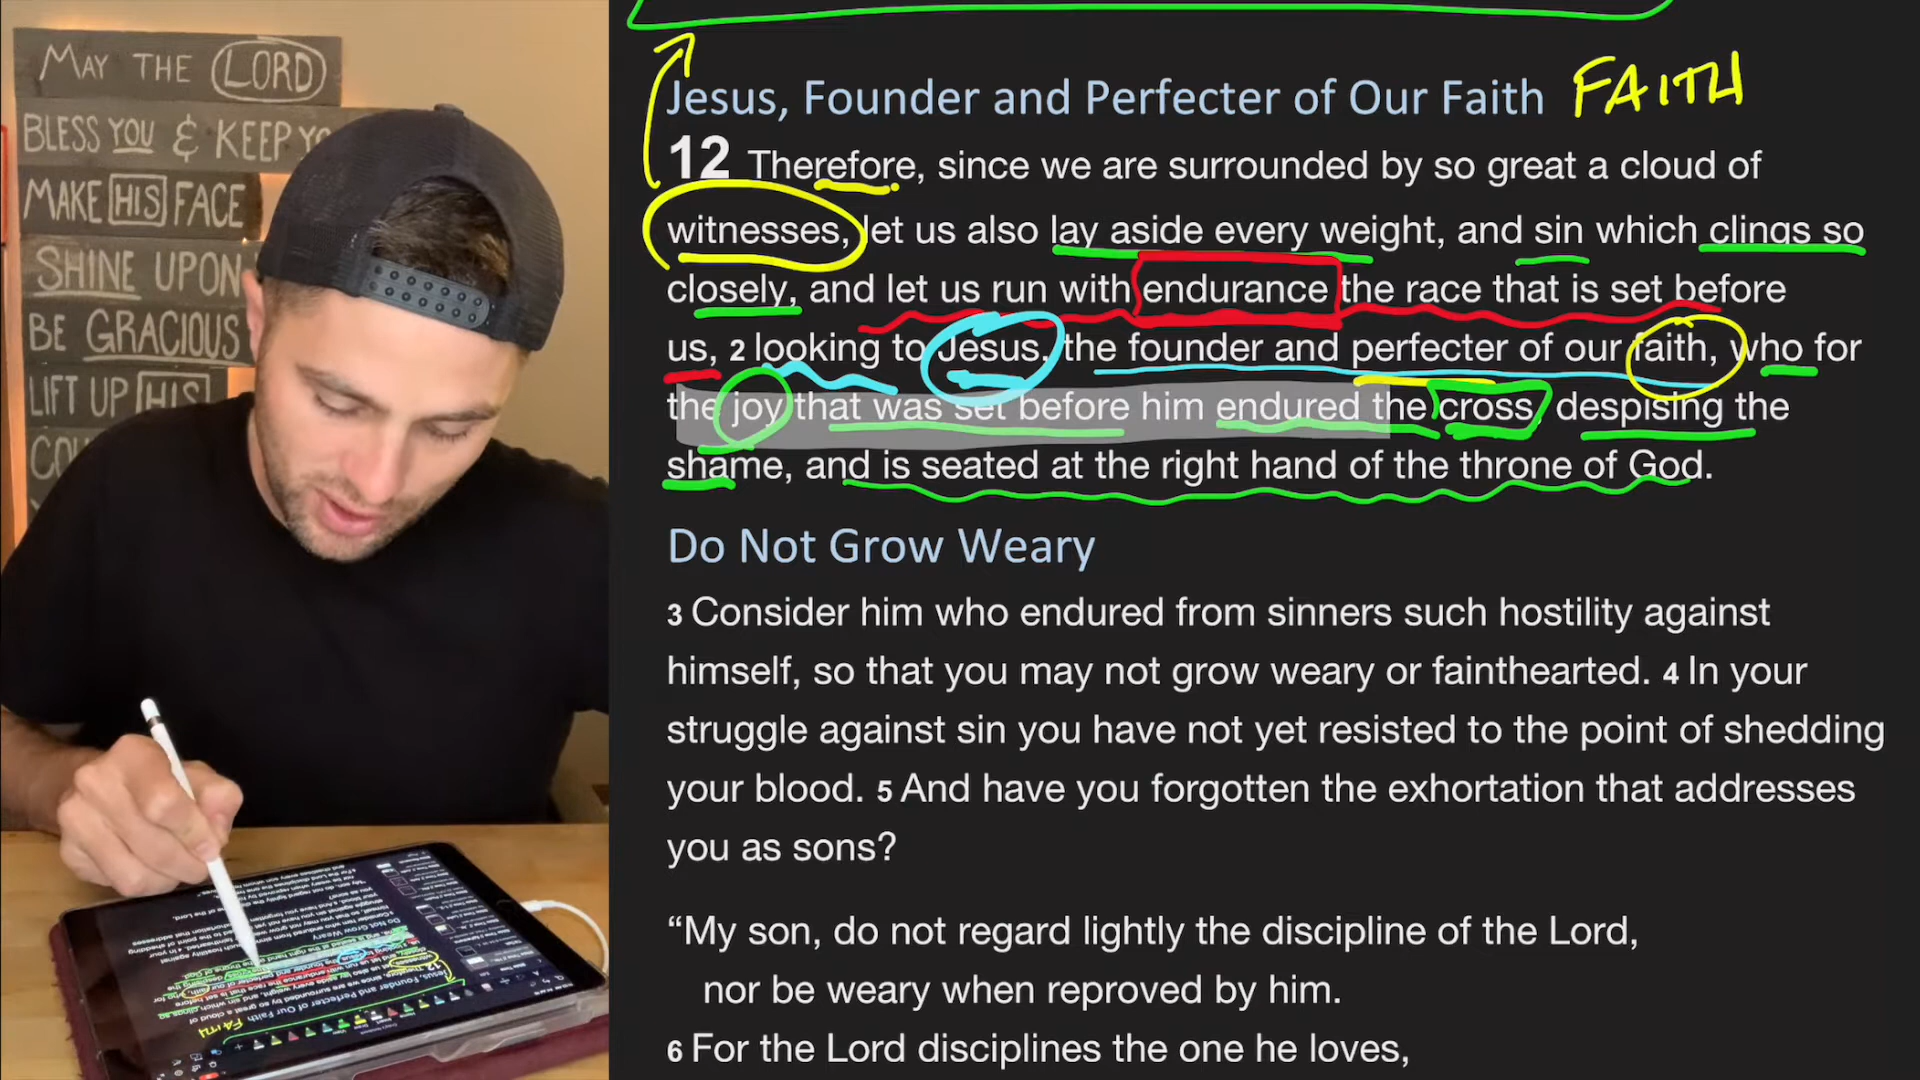 MAY THE LORD
BLESS YOU & KEEP YO
MAKE HIS FACE
SHINE UPON
BE GRACIOUS
LIFT UP HIS
CO
Jesus, Founder and Perfecter of Our Faith FAITH
12 Therefore, since we are surrounded by so great a cloud of
witnesses, let us also lay aside every weight, and sin which clings so
closely, and let us run with endurance the race that is set before
us, 2 looking to Jesus, the founder and perfecter of our faith, who for
the joy that was set before him endured the cross, despising the
shame, and is seated at the right hand of the throne of God.
Do Not Grow Weary
3 Consider him who endured from sinners such hostility against
himself, so that you may not grow weary or fainthearted. 4 In your
struggle against sin you have not yet resisted to the point of shedding
your blood. 5 And have you forgotten the exhortation that addresses
you as sons?
“My son, do not regard lightly the discipline of the Lord,
nor be weary when reproved by him.
6 For the Lord disciplines the one he loves,